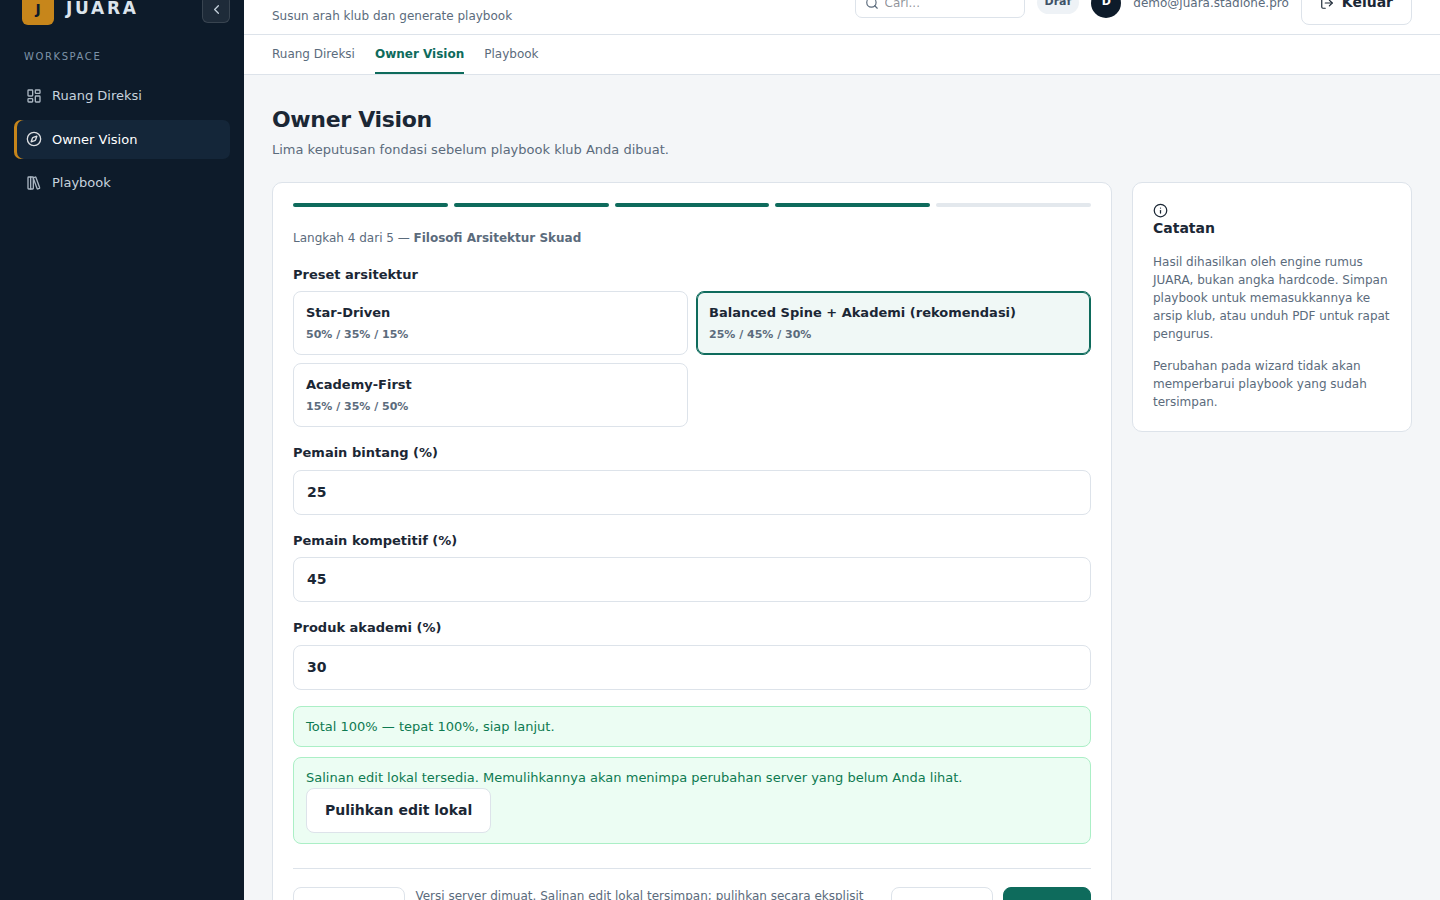 J
JUARA
WORKSPACE
Ruang Direksi
Owner Vision
Playbook
Susun arah klub dan generate playbook
Cari...
Draf
D
demo@juara.stadione.pro
Keluar
Ruang Direksi
Owner Vision
Playbook
Owner Vision
Lima keputusan fondasi sebelum playbook klub Anda dibuat.
Langkah 4 dari 5 — Filosofi Arsitektur Skuad
Preset arsitektur
Star-Driven
50% / 35% / 15%
Balanced Spine + Akademi (rekomendasi)
25% / 45% / 30%
Academy-First
15% / 35% / 50%
Pemain bintang (%)
25
Pemain kompetitif (%)
45
Produk akademi (%)
30
Total 100% — tepat 100%, siap lanjut.
Salinan edit lokal tersedia. Memulihkannya akan menimpa perubahan server yang belum Anda lihat.
Pulihkan edit lokal
Versi server dimuat. Salinan edit lokal tersimpan; pulihkan secara eksplisit
Catatan
Hasil dihasilkan oleh engine rumus
JUARA, bukan angka hardcode. Simpan
playbook untuk memasukkannya ke
arsip klub, atau unduh PDF untuk rapat
pengurus.
Perubahan pada wizard tidak akan
memperbarui playbook yang sudah
tersimpan.